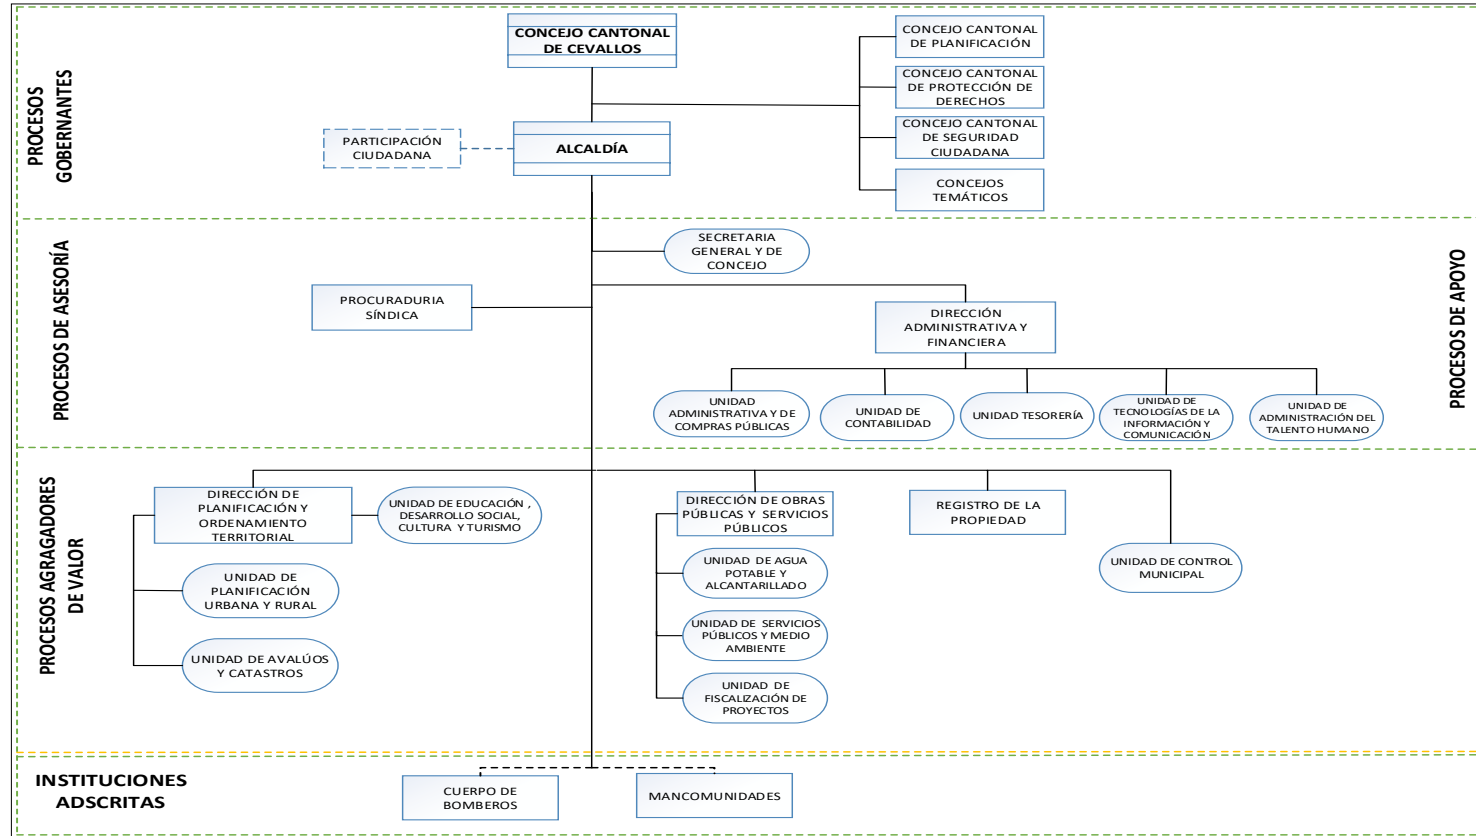 PROCESOS
GOBERNANTES
CONCEJO CANTONAL
DE CEVALLOS
CONCEJO CANTONAL
DE PLANIFICACIÓN
CONCEJO CANTONAL
DE PROTECCIÓN DE
DERECHOS
CONCEJO CANTONAL
DE SEGURIDAD
CIUDADANA
CONCEJOS
TEMÁTICOS
PARTICIPACIÓN
CIUDADANA
ALCALDÍA
PROCESOS DE ASESORÍA
SECRETARIA
GENERAL Y DE
CONCEJO
PROCURADURIA
SÍNDICA
DIRECCIÓN
ADMINISTRATIVA Y
FINANCIERA
PROCESOS DE APOYO
UNIDAD
ADMINISTRATIVA Y DE
COMPRAS PÚBLICAS
UNIDAD DE
CONTABILIDAD
UNIDAD TESORERÍA
UNIDAD DE
TECNOLOGÍAS DE LA
INFORMACIÓN Y
COMUNICACIÓN
UNIDAD DE
ADMINISTRACIÓN DEL
TALENTO HUMANO
PROCESOS AGRAGADORES
DE VALOR
DIRECCIÓN DE
PLANIFICACIÓN Y
ORDENAMIENTO
TERRITORIAL
UNIDAD DE EDUCACIÓN ,
DESARROLLO SOCIAL,
CULTURA Y TURISMO
UNIDAD DE
PLANIFICACIÓN
URBANA Y RURAL
UNIDAD DE AVALÚOS
Y CATASTROS
DIRECCIÓN DE OBRAS
PÚBLICAS Y SERVICIOS
PÚBLICOS
UNIDAD DE AGUA
POTABLE Y
ALCANTARILLADO
UNIDAD DE SERVICIOS
PÚBLICOS Y MEDIO
AMBIENTE
UNIDAD DE
FISCALIZACIÓN DE
PROYECTOS
REGISTRO DE LA
PROPIEDAD
UNIDAD DE CONTROL
MUNICIPAL
INSTITUCIONES
ADSCRITAS
CUERPO DE
BOMBEROS
MANCOMUNIDADES